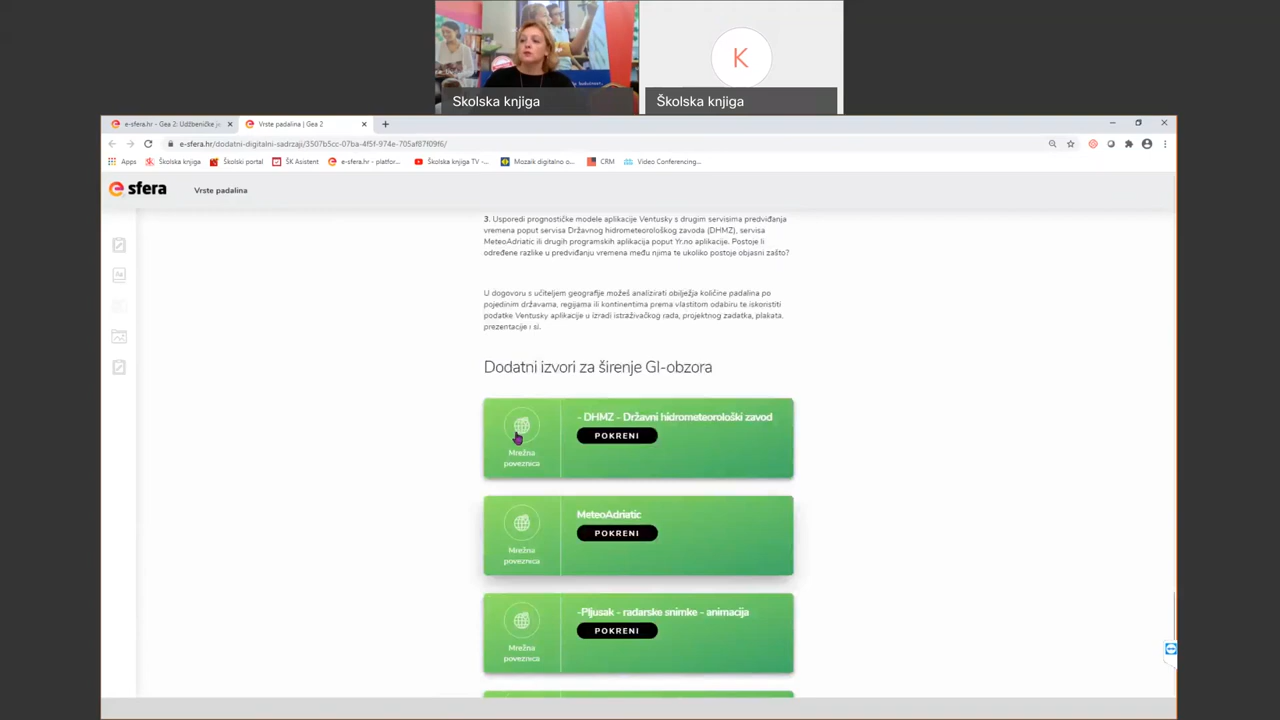 Skolska knjiga
K
Školska knjiga
e-sfera.hr - Gea 2: Udžbeničke je
Vrste padalina | Gea 2
e-sfera.hr/dodatni-digitalni-sadrzaji/3507b5cc-07ba-4f5f-974e-705af87f09f6/
Apps
Školska knjiga
Školski portal
ŠK Asistent
e-sfera.hr - platfor...
Školska knjiga TV -...
Mozaik digitalno o...
CRM
Video Conferencing...
e sfera
Vrste padalina
3. Usporedi prognostičke modele aplikacije Ventusky s drugim servisima predviđanja
vremena poput servisa Državnog hidrometeorološkog zavoda (DHMZ), servisa
MeteoAdriatic ili drugih programskih aplikacija poput Yr.no aplikacije. Postoje li
određene razlike u predviđanju vremena među njima te ukoliko postoje objasni zašto?
U dogovoru s učiteljem geografije možeš analizirati obilježja količine padalina po
pojedinim državama, regijama ili kontinentima prema vlastitom odabiru te iskoristiti
podatke Ventusky aplikacije u izradi istraživačkog rada, projektnog zadatka, plakata,
prezentacije i sl.
Dodatni izvori za širenje GI-obzora
- DHMZ - Državni hidrometeorološki zavod
POKRENI
Mrežna
poveznica
MeteoAdriatic
POKRENI
Mrežna
poveznica
-Pljusak - radarske snimke - animacija
POKRENI
Mrežna
poveznica